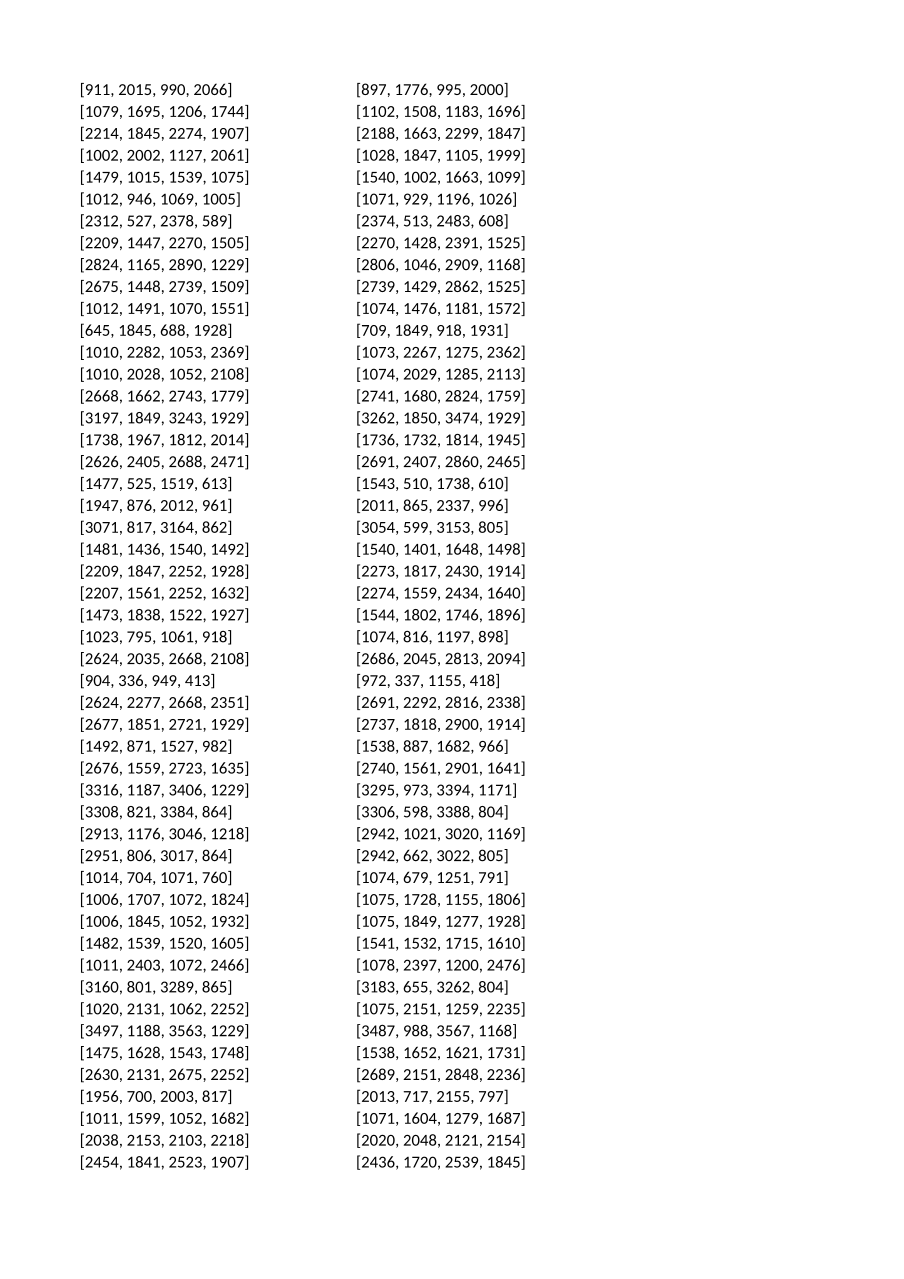 [911, 2015, 990, 2066] [897, 1776, 995, 2000]
[1079, 1695, 1206, 1744] [1102, 1508, 1183, 1696]
[2214, 1845, 2274, 1907] [2188, 1663, 2299, 1847]
[1002, 2002, 1127, 2061] [1028, 1847, 1105, 1999]
[1479, 1015, 1539, 1075] [1540, 1002, 1663, 1099]
[1012, 946, 1069, 1005] [1071, 929, 1196, 1026]
[2312, 527, 2378, 589] [2374, 513, 2483, 608]
[2209, 1447, 2270, 1505] [2270, 1428, 2391, 1525]
[2824, 1165, 2890, 1229] [2806, 1046, 2909, 1168]
[2675, 1448, 2739, 1509] [2739, 1429, 2862, 1525]
[1012, 1491, 1070, 1551] [1074, 1476, 1181, 1572]
[645, 1845, 688, 1928] [709, 1849, 918, 1931]
[1010, 2282, 1053, 2369] [1073, 2267, 1275, 2362]
[1010, 2028, 1052, 2108] [1074, 2029, 1285, 2113]
[2668, 1662, 2743, 1779] [2741, 1680, 2824, 1759]
[3197, 1849, 3243, 1929] [3262, 1850, 3474, 1929]
[1738, 1967, 1812, 2014] [1736, 1732, 1814, 1945]
[2626, 2405, 2688, 2471] [2691, 2407, 2860, 2465]
[1477, 525, 1519, 613] [1543, 510, 1738, 610]
[1947, 876, 2012, 961] [2011, 865, 2337, 996]
[3071, 817, 3164, 862] [3054, 599, 3153, 805]
[1481, 1436, 1540, 1492] [1540, 1401, 1648, 1498]
[2209, 1847, 2252, 1928] [2273, 1817, 2430, 1914]
[2207, 1561, 2252, 1632] [2274, 1559, 2434, 1640]
[1473, 1838, 1522, 1927] [1544, 1802, 1746, 1896]
[1023, 795, 1061, 918] [1074, 816, 1197, 898]
[2624, 2035, 2668, 2108] [2686, 2045, 2813, 2094]
[904, 336, 949, 413] [972, 337, 1155, 418]
[2624, 2277, 2668, 2351] [2691, 2292, 2816, 2338]
[2677, 1851, 2721, 1929] [2737, 1818, 2900, 1914]
[1492, 871, 1527, 982] [1538, 887, 1682, 966]
[2676, 1559, 2723, 1635] [2740, 1561, 2901, 1641]
[3316, 1187, 3406, 1229] [3295, 973, 3394, 1171]
[3308, 821, 3384, 864] [3306, 598, 3388, 804]
[2913, 1176, 3046, 1218] [2942, 1021, 3020, 1169]
[2951, 806, 3017, 864] [2942, 662, 3022, 805]
[1014, 704, 1071, 760] [1074, 679, 1251, 791]
[1006, 1707, 1072, 1824] [1075, 1728, 1155, 1806]
[1006, 1845, 1052, 1932] [1075, 1849, 1277, 1928]
[1482, 1539, 1520, 1605] [1541, 1532, 1715, 1610]
[1011, 2403, 1072, 2466] [1078, 2397, 1200, 2476]
[3160, 801, 3289, 865] [3183, 655, 3262, 804]
[1020, 2131, 1062, 2252] [1075, 2151, 1259, 2235]
[3497, 1188, 3563, 1229] [3487, 988, 3567, 1168]
[1475, 1628, 1543, 1748] [1538, 1652, 1621, 1731]
[2630, 2131, 2675, 2252] [2689, 2151, 2848, 2236]
[1956, 700, 2003, 817] [2013, 717, 2155, 797]
[1011, 1599, 1052, 1682] [1071, 1604, 1279, 1687]
[2038, 2153, 2103, 2218] [2020, 2048, 2121, 2154]
[2454, 1841, 2523, 1907] [2436, 1720, 2539, 1845]